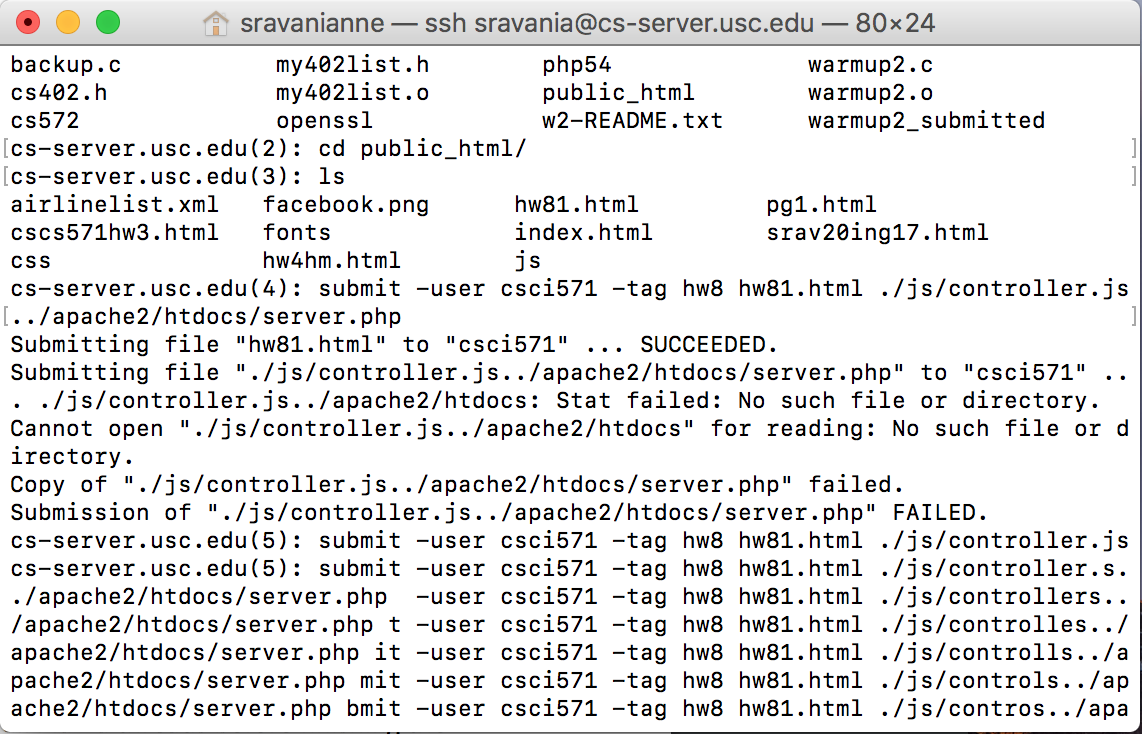 sravanianne — ssh sravania@cs-server.usc.edu — 80×24
backup.c my402list.h php54 warmup2.c
cs402.h my402list.o public_html warmup2.o
cs572 openssl w2-README.txt warmup2_submitted
[cs-server.usc.edu(2): cd public_html/ ]
[cs-server.usc.edu(3): ls ]
airlinelist.xml facebook.png hw81.html pg1.html
cscs571hw3.html fonts index.html srav20ing17.html
css hw4hm.html js
cs-server.usc.edu(4): submit -user csci571 -tag hw8 hw81.html ./js/controller.js
[../apache2/htdocs/server.php ]
Submitting file "hw81.html" to "csci571" ... SUCCEEDED.
Submitting file "./js/controller.js../apache2/htdocs/server.php" to "csci571" ..
. ./js/controller.js../apache2/htdocs: Stat failed: No such file or directory.
Cannot open "./js/controller.js../apache2/htdocs" for reading: No such file or d
irectory.
Copy of "./js/controller.js../apache2/htdocs/server.php" failed.
Submission of "./js/controller.js../apache2/htdocs/server.php" FAILED.
cs-server.usc.edu(5): submit -user csci571 -tag hw8 hw81.html ./js/controller.js
cs-server.usc.edu(5): submit -user csci571 -tag hw8 hw81.html ./js/controller.s.
./apache2/htdocs/server.php  -user csci571 -tag hw8 hw81.html ./js/controllers..
/apache2/htdocs/server.php t -user csci571 -tag hw8 hw81.html ./js/controlles../
apache2/htdocs/server.php it -user csci571 -tag hw8 hw81.html ./js/controlls../a
pache2/htdocs/server.php mit -user csci571 -tag hw8 hw81.html ./js/controls../ap
ache2/htdocs/server.php bmit -user csci571 -tag hw8 hw81.html ./js/contros../apa